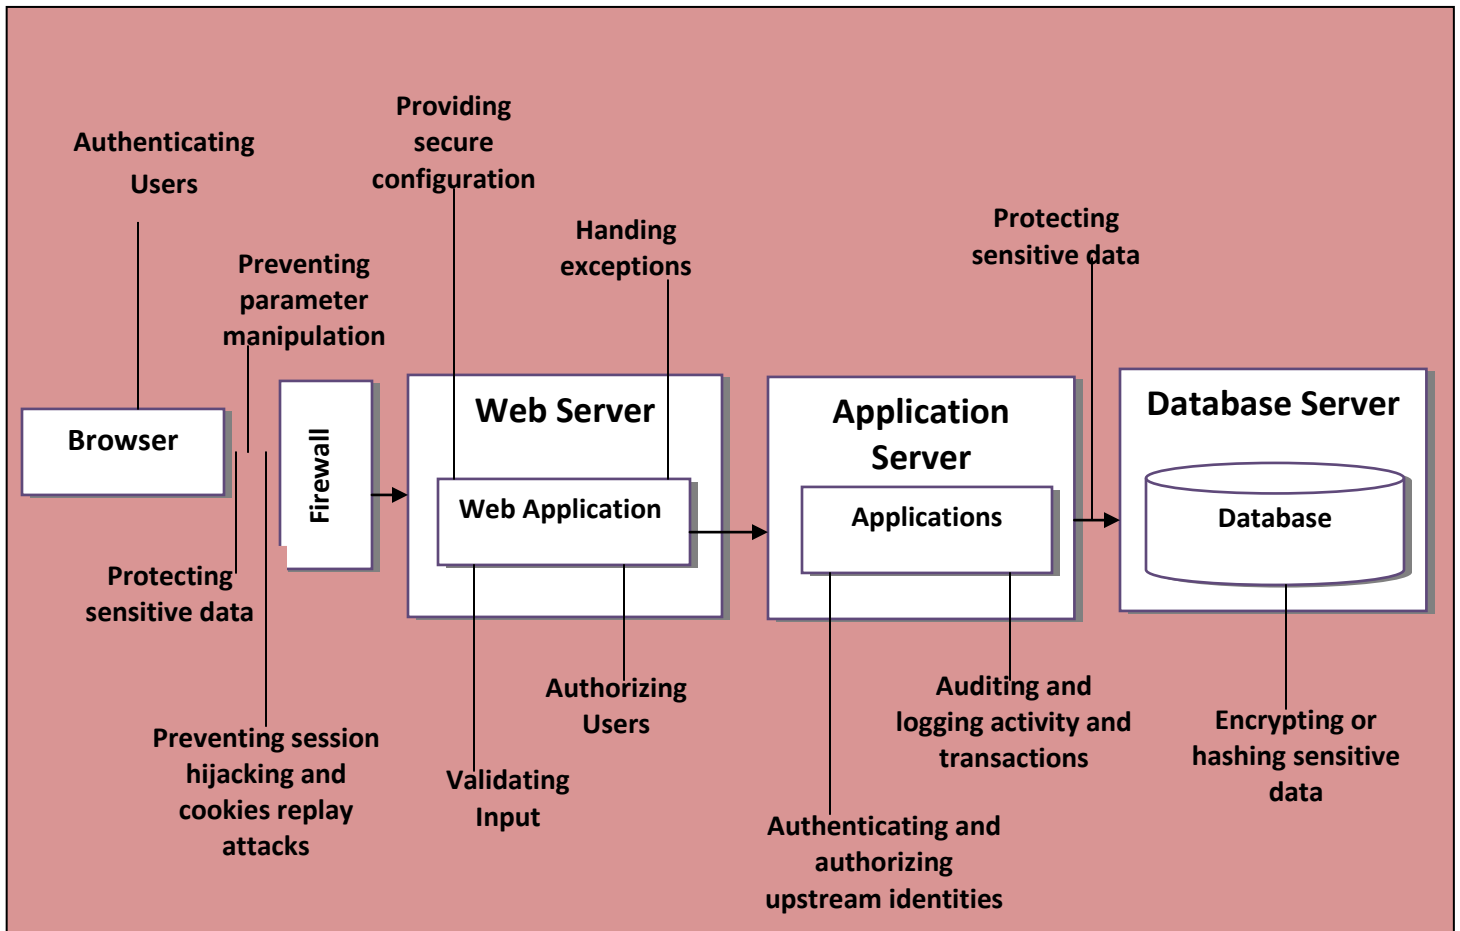 Providing
secure
configuration
Authenticating
Users
Handing
exceptions
Protecting
sensitive data
Preventing
parameter
manipulation
Browser
Firewall
Web Server
Web Application
Application
Server
Applications
Database Server
Database
Protecting
sensitive data
Preventing session
hijacking and
cookies replay
attacks
Validating
Input
Authorizing
Users
Auditing and
logging activity and
transactions
Authenticating and
authorizing
upstream identities
Encrypting or
hashing sensitive
data